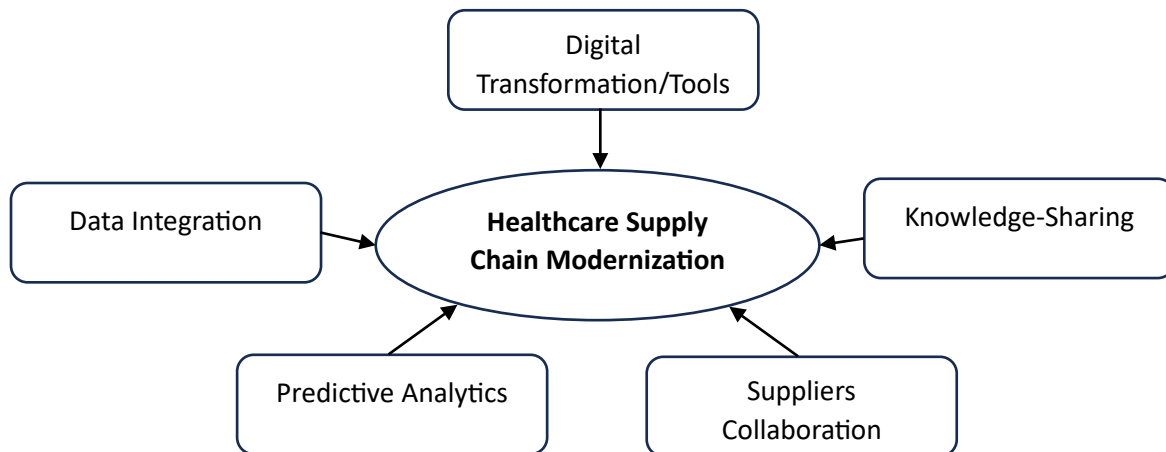 Digital
Transformation/Tools
Data Integration
Healthcare Supply
Chain Modernization
Knowledge-Sharing
Predictive Analytics
Suppliers
Collaboration